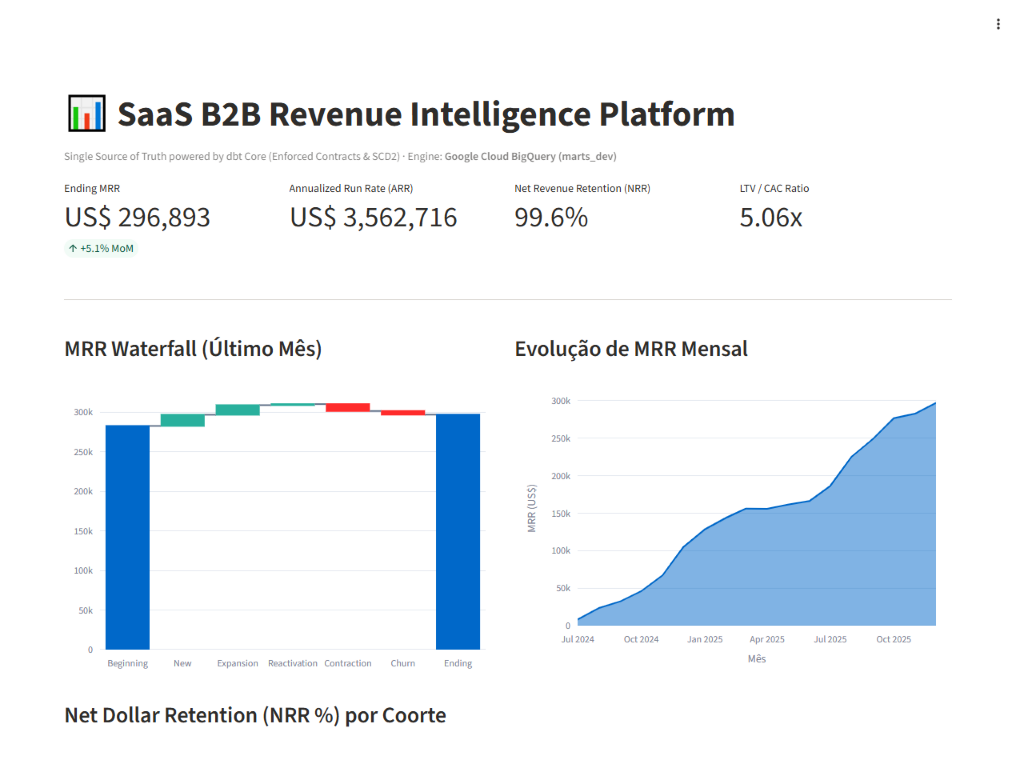 SaaS B2B Revenue Intelligence Platform
Single Source of Truth powered by dbt Core (Enforced Contracts & SCD2) · Engine: Google Cloud BigQuery (marts_dev)
Ending MRR
US$ 296,893
↑ +5.1% MoM
Annualized Run Rate (ARR)
US$ 3,562,716
Net Revenue Retention (NRR)
99.6%
LTV / CAC Ratio
5.06x
MRR Waterfall (Último Mês)
300k
250k
200k
150k
100k
50k
0
Beginning New Expansion Reactivation Contraction Churn Ending
Evolução de MRR Mensal
MRR (US$)
300k
250k
200k
150k
100k
50k
0
Jul 2024 Oct 2024 Jan 2025 Apr 2025 Jul 2025 Oct 2025
Mês
Net Dollar Retention (NRR %) por Coorte